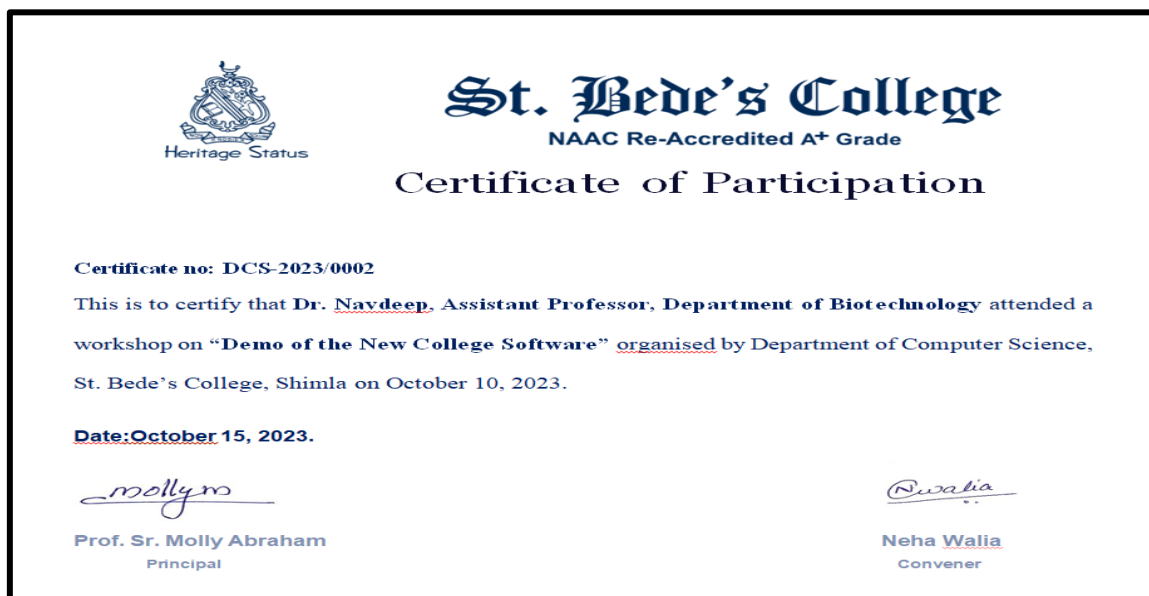 St. Bede's College
NAAC Re-Accredited A+ Grade
Heritage Status
Certificate of Participation
Certificate no: DCS-2023/0002
This is to certify that Dr. Navdeep, Assistant Professor, Department of Biotechnology attended a
workshop on “Demo of the New College Software” organised by Department of Computer Science,
St. Bede’s College, Shimla on October 10, 2023.
Date:October 15, 2023.
mollym
Nwalia
Prof. Sr. Molly Abraham
Neha Walia
Principal
Convener